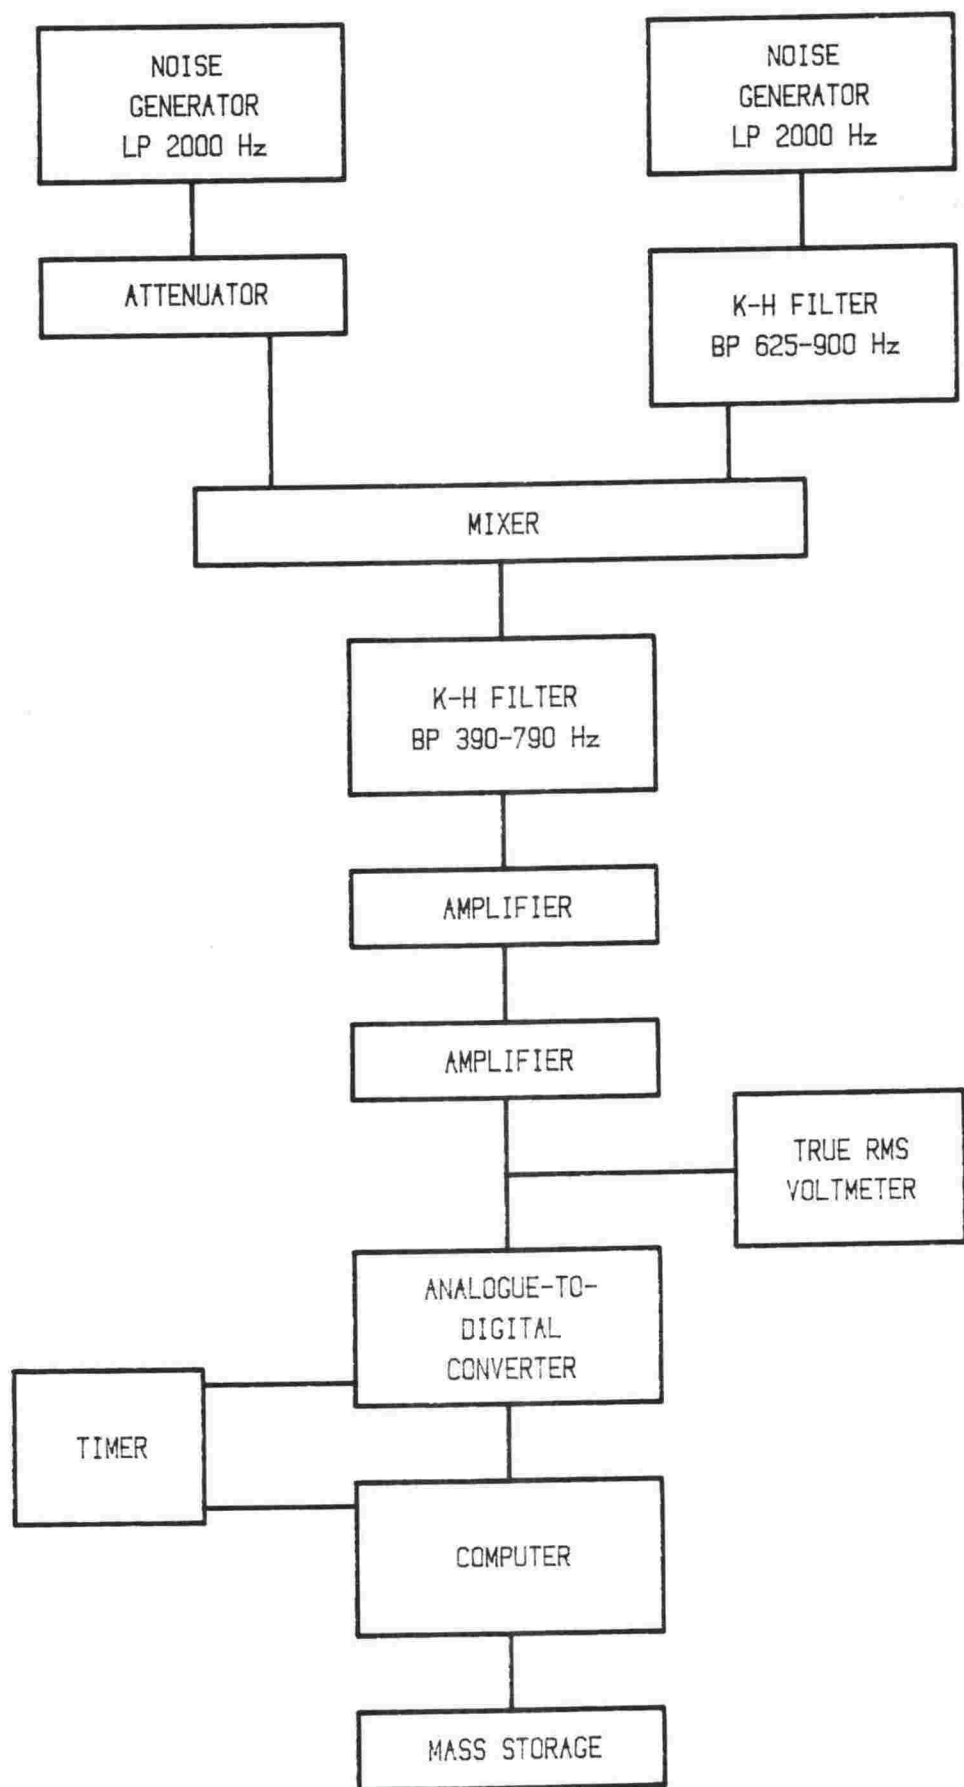 NOISE
GENERATOR
LP 2000 Hz
NOISE
GENERATOR
LP 2000 Hz
ATTENUATOR
K-H FILTER
BP 625-900 Hz
MIXER
K-H FILTER
BP 390-790 Hz
AMPLIFIER
AMPLIFIER
TRUE RMS
VOLTMETER
ANALOGUE-TO-
DIGITAL
CONVERTER
TIMER
COMPUTER
MASS STORAGE